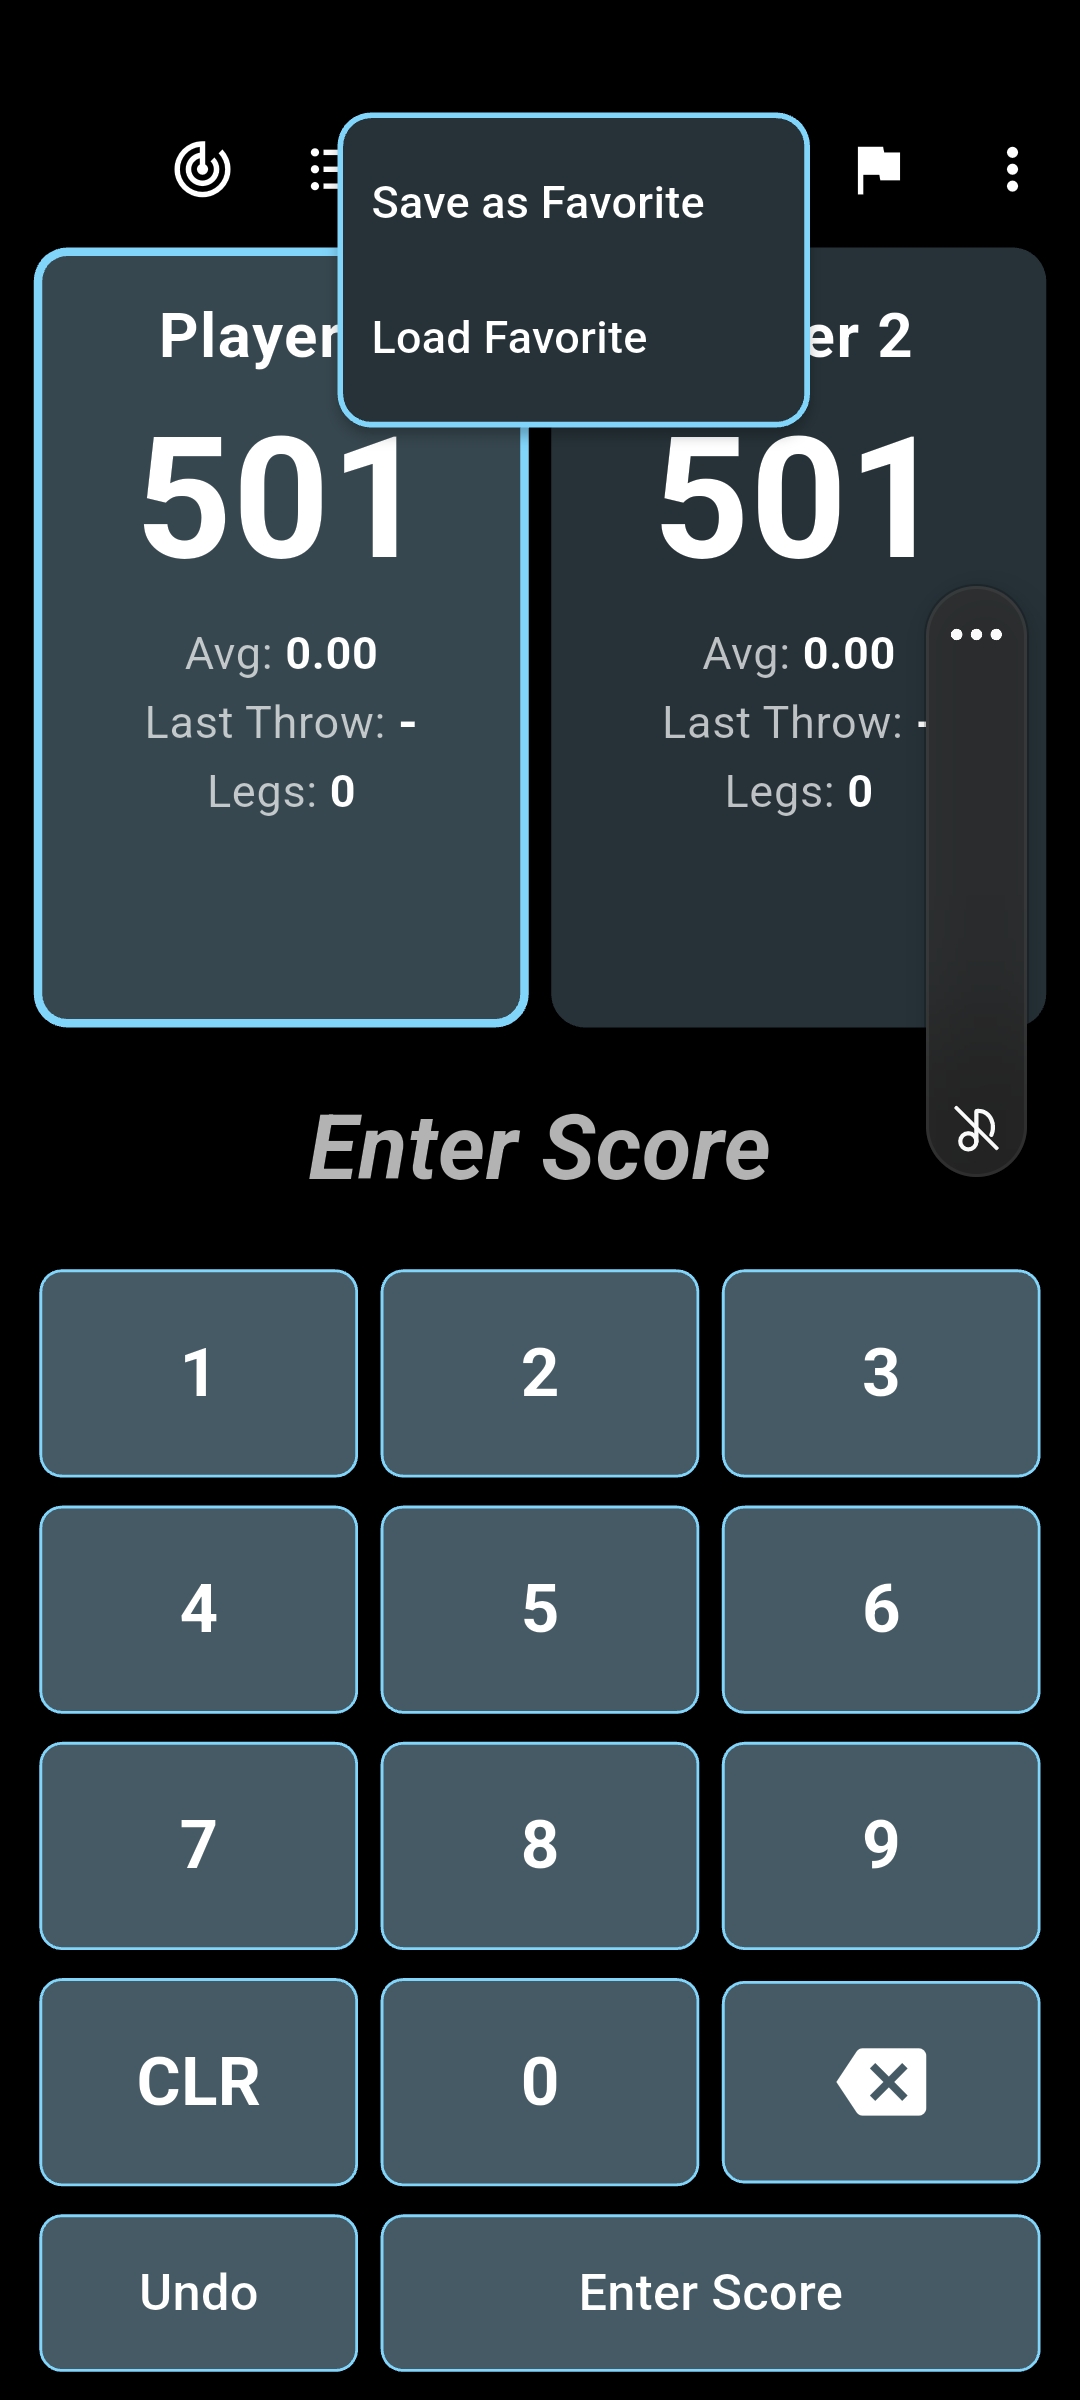 Save as Favorite
Load Favorite
Player
er 2
501
501
Avg: 0.00
Last Throw: -
Legs: 0
Avg: 0.00
Last Throw: -
Legs: 0
Enter Score
1
2
3
4
5
6
7
8
9
CLR
0
Undo
Enter Score